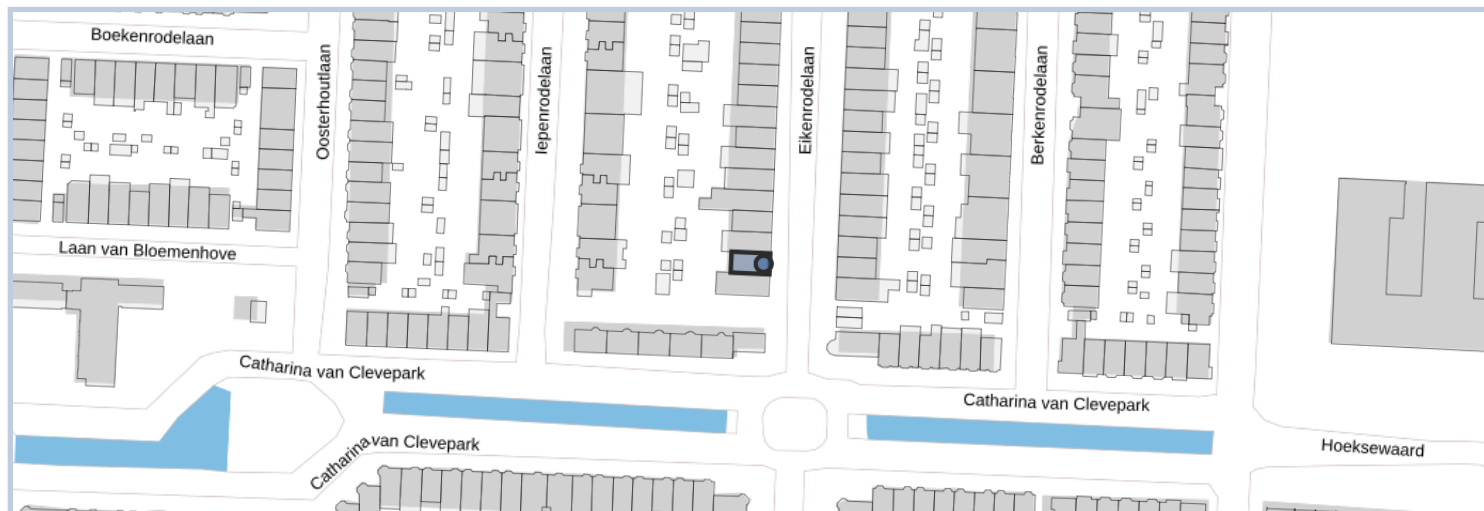 Boekenrodelaan
Oosterhoutlaan
Iepenrodelaan
Eikenrodelaan
Berkenrodelaan
Laan van Bloemenhove
Catharina van Clevepark
Catharina van Clevepark
Catharina van Clevepark
Hoeksewaard